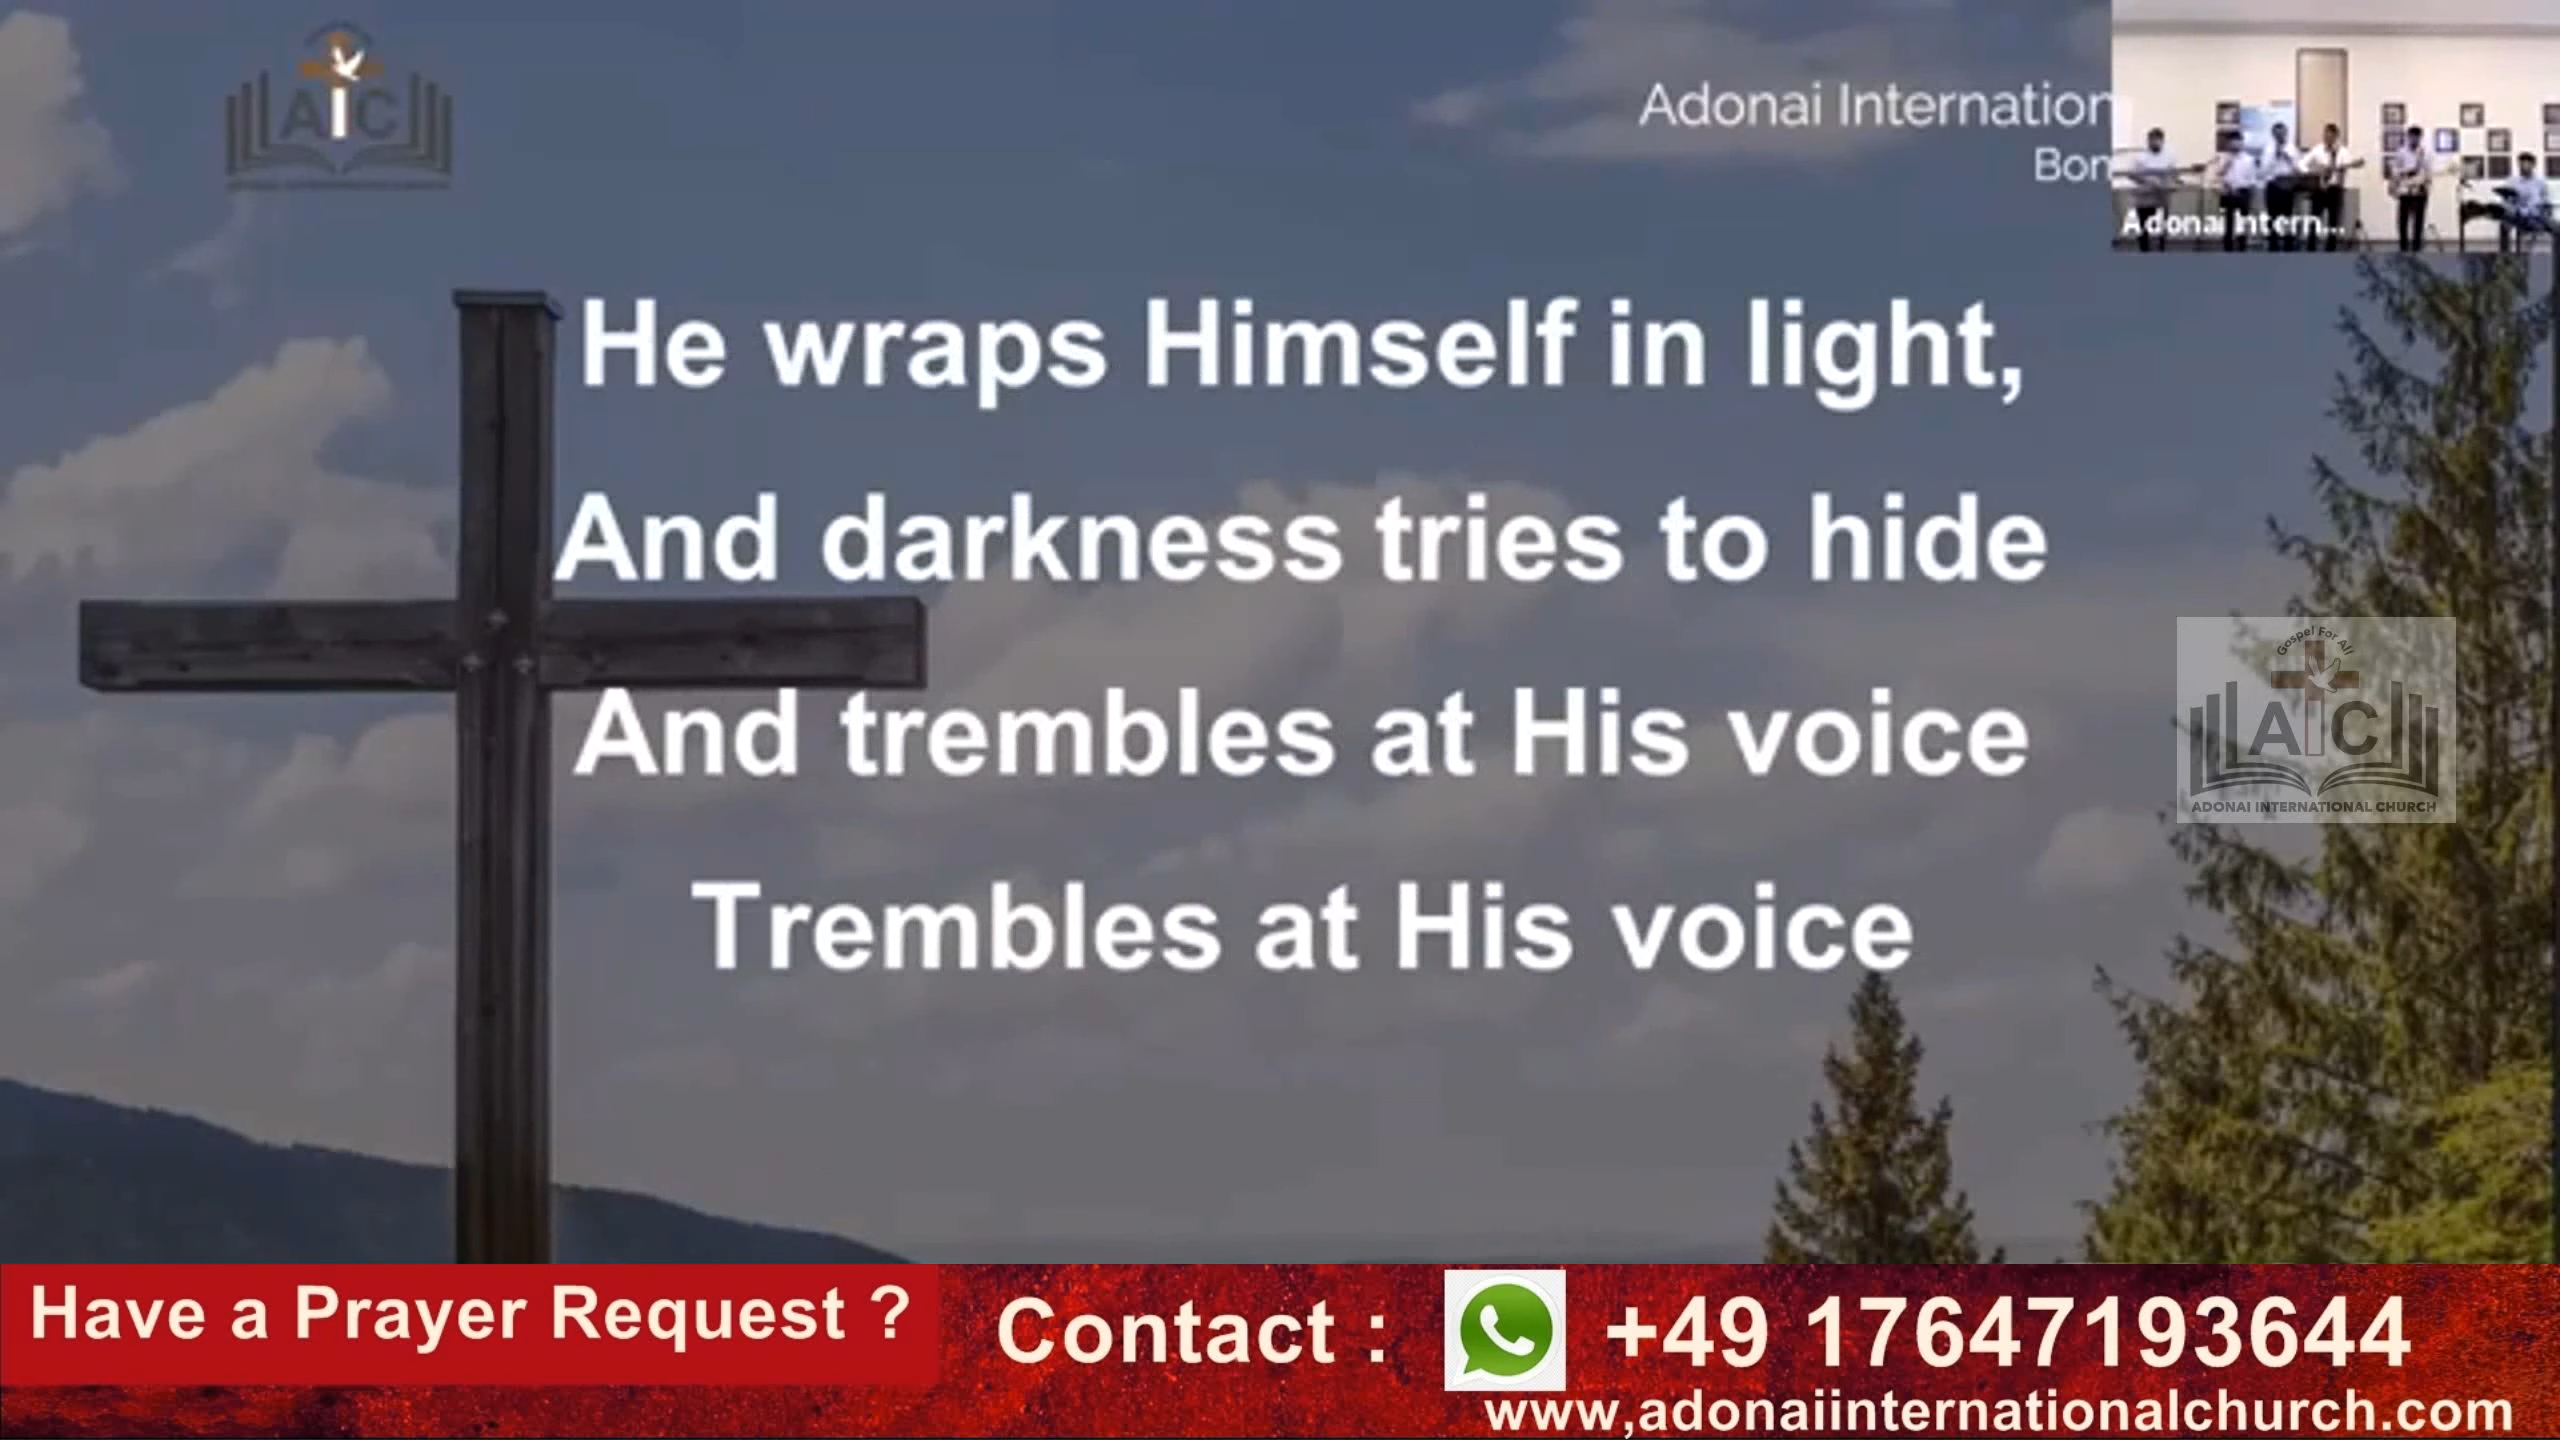 AiC
Adonai Internation
Bon
Adonai Intern...
He wraps Himself in light,
And darkness tries to hide
And trembles at His voice
Trembles at His voice
Gospel For All
AiC
ADONAI INTERNATIONAL CHURCH
Have a Prayer Request ?
Contact :
+49 17647193644
www,adonaiinternationalchurch.com